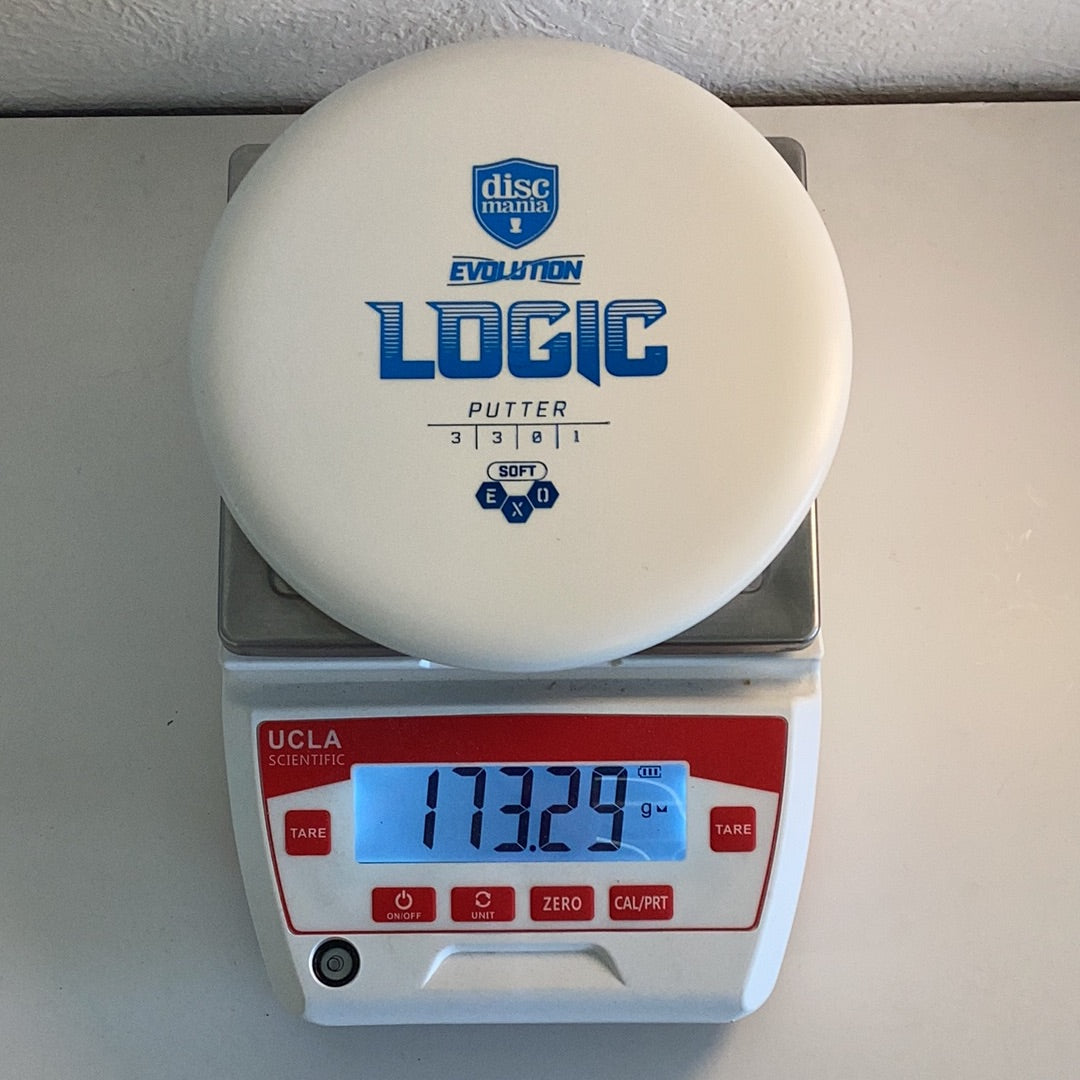 disc
mania
EVOLUTION
LOGIC
PUTTER
3 3 0 1
SOFT
E X O
UCLA
SCIENTIFIC
173.29 g
TARE
TARE
ON/OFF
UNIT
ZERO
CAL/PRT